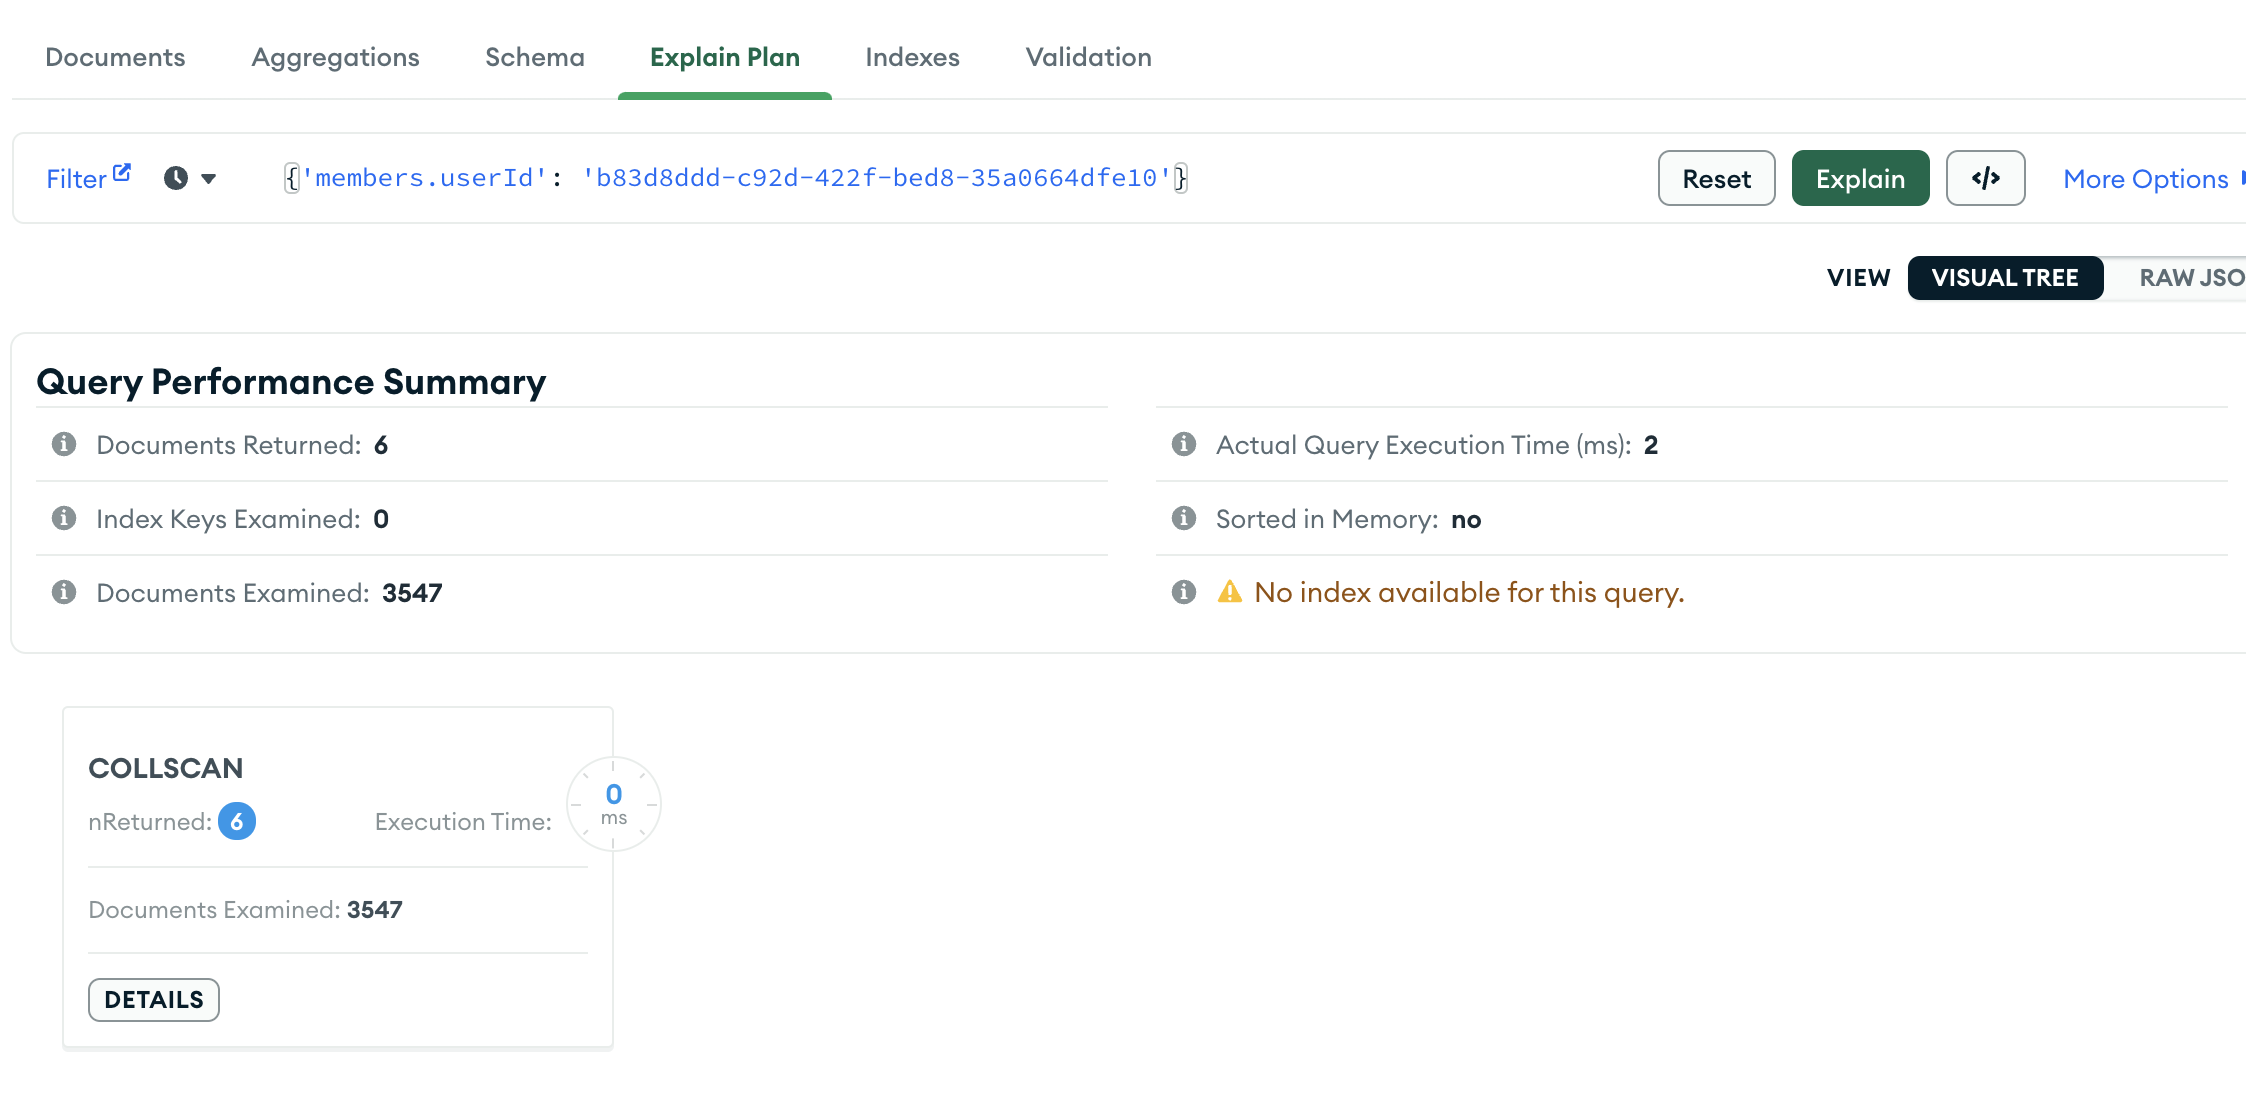 Documents Aggregations Schema Explain Plan Indexes Validation
Filter {'members.userId': 'b83d8ddd-c92d-422f-bed8-35a0664dfe10'} Reset Explain </> More Options
VIEW VISUAL TREE RAW JSO
Query Performance Summary
Documents Returned: 6
Actual Query Execution Time (ms): 2
Index Keys Examined: 0
Sorted in Memory: no
Documents Examined: 3547
No index available for this query.
COLLSCAN
nReturned: 6 Execution Time: 0 ms
Documents Examined: 3547
DETAILS